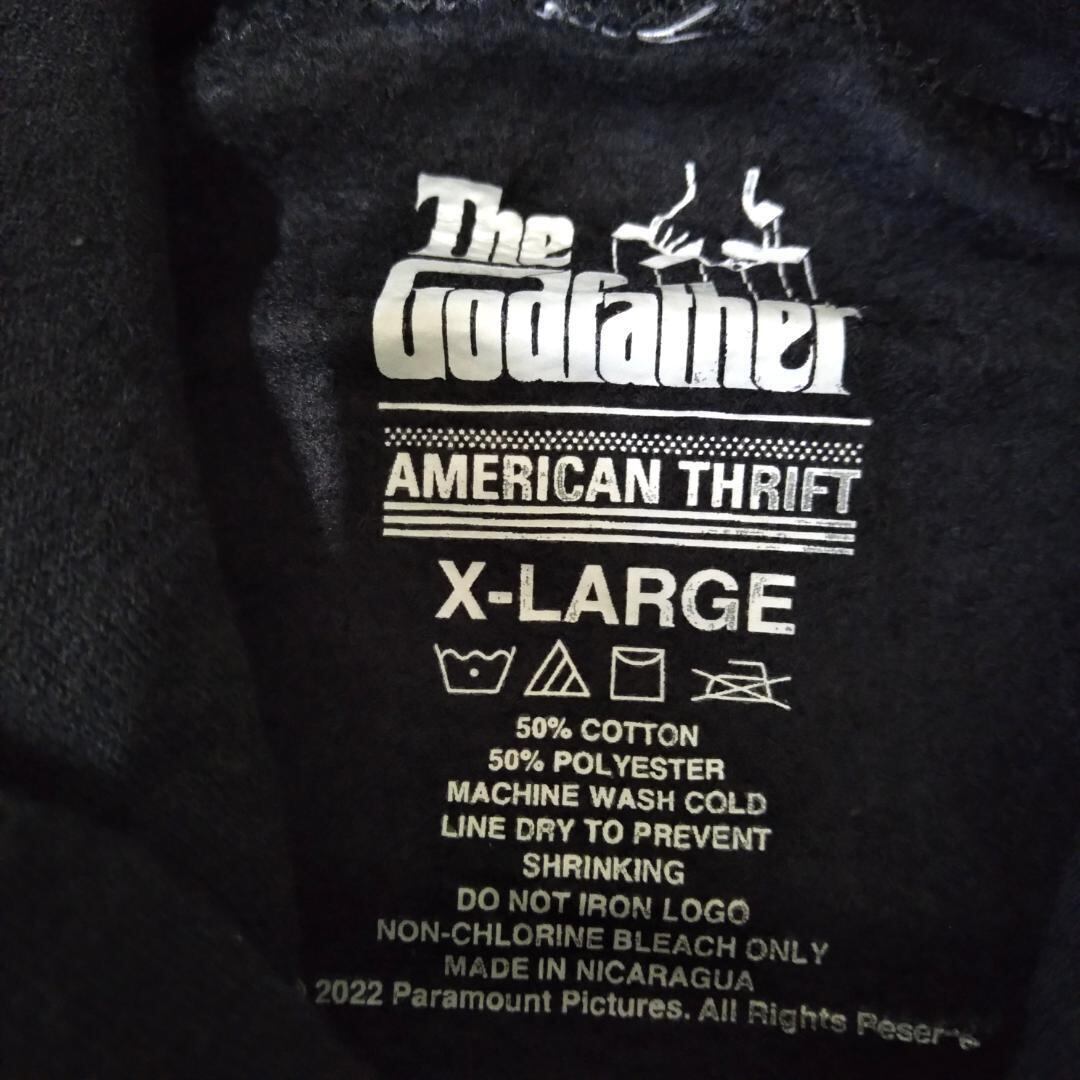 The
Godfather
AMERICAN THRIFT
X-LARGE
50% COTTON
50% POLYESTER
MACHINE WASH COLD
LINE DRY TO PREVENT
SHRINKING
DO NOT IRON LOGO
NON-CHLORINE BLEACH ONLY
MADE IN NICARAGUA
2022 Paramount Pictures. All Rights